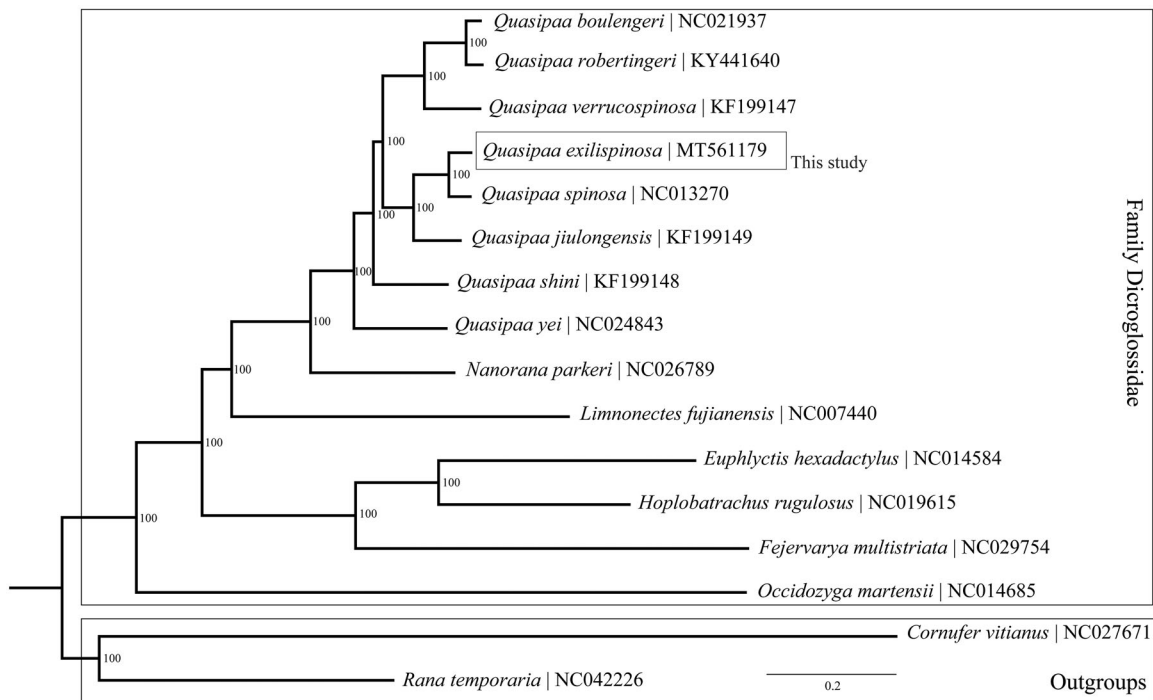 Quasipaa boulengeri | NC021937
100
Quasipaa robertingeri | KY441640
100
Quasipaa verrucospinosa | KF199147
100
Quasipaa exilispinosa | MT561179
This study
100
Quasipaa spinosa | NC013270
100
100
Quasipaa jiulongensis | KF199149
100
Quasipaa shini | KF199148
100
Quasipaa yei | NC024843
100
Nanorana parkeri | NC026789
Limnonectes fujianensis | NC007440
100
Euphlyctis hexadactylus | NC014584
100
Hoplobatrachus rugulosus | NC019615
100
100
Fejervarya multistriata | NC029754
Occidozyga martensii | NC014685
Family Dicroglossidae
Cornufer vitianus | NC027671
100
Rana temporaria | NC042226
0.2
Outgroups